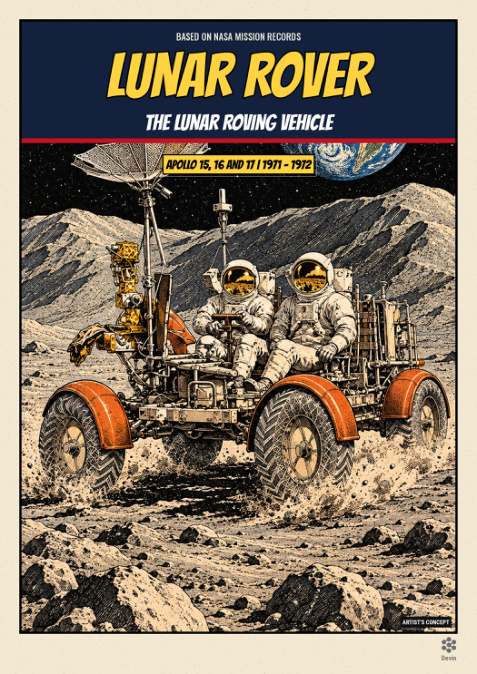 BASED ON NASA MISSION RECORDS
LUNAR ROVER
THE LUNAR ROVING VEHICLE
APOLLO 15, 16 AND 17 | 1971 – 1972
ARTIST'S CONCEPT
Devin